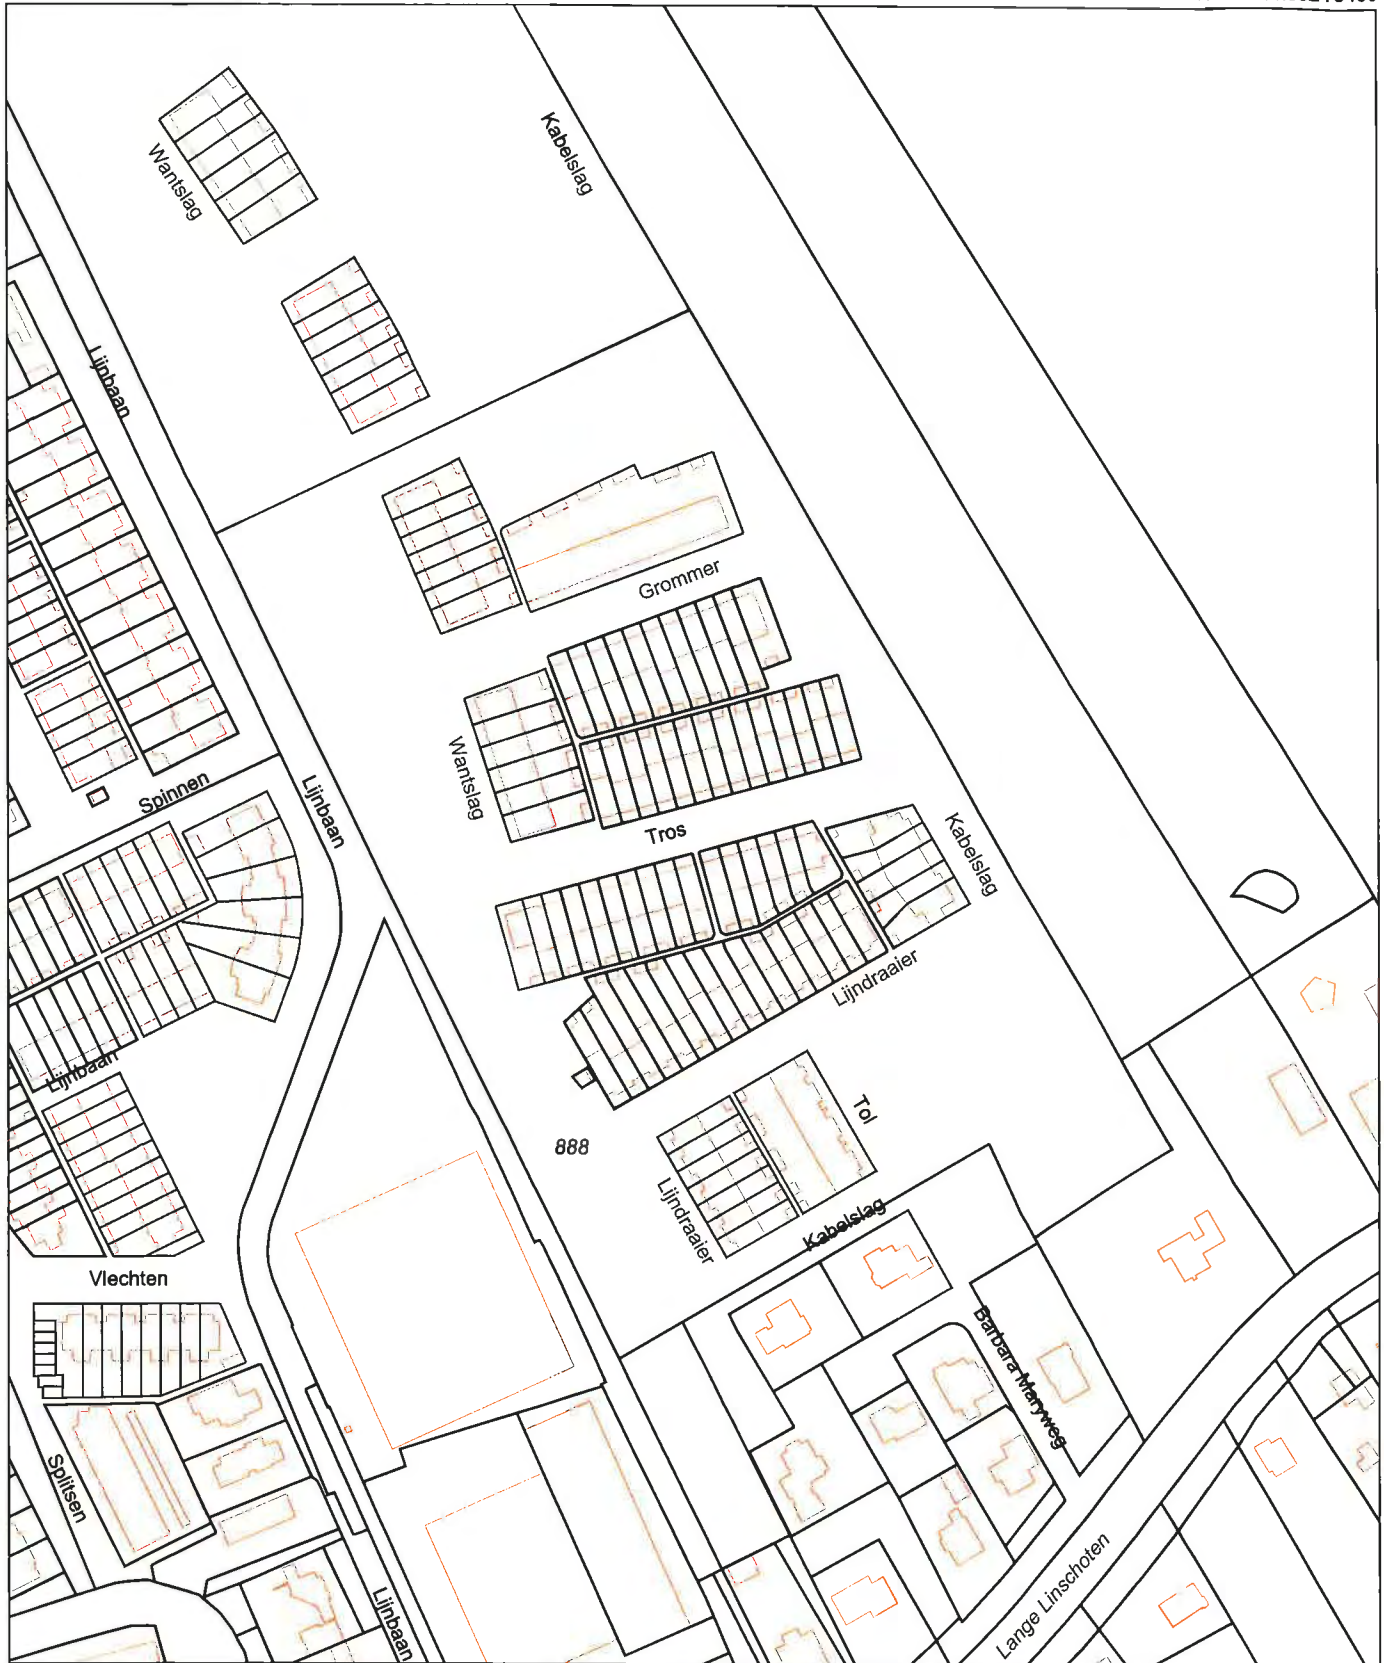 Kabelslag
Wantslag
Lijnbaan
Grommer
Wantslag
Spinnen
Lijnbaan
Tros
Kabelslag
Lijndraaier
Lijnbaan
Tol
888
Lijndraaier
Kabelslag
Vlechten
Barbara Maryweg
Splitsen
Lange Linschoten
Lijnbaan